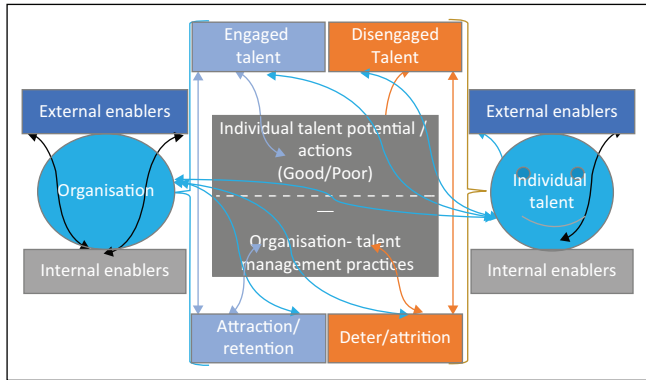 Engaged
talent
Disengaged
Talent
External enablers
External enablers
Individual talent potential /
actions
(Good/Poor)
Organisation
Individual
talent
—
Organisation- talent
management practices
Internal enablers
Internal enablers
Attraction/
retention
Deter/attrition